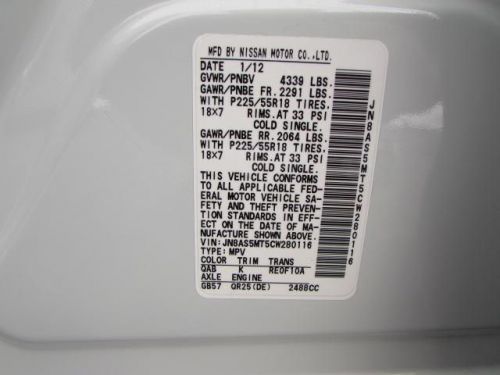 MFD BY NISSAN MOTOR CO.,LTD.
DATE 1/12
GVWR/PNBV 4339 LBS.
GAWR/PNBE FR. 2291 LBS.
WITH P225/55R18 TIRES.
18X7 RIMS.AT 33 PSI
COLD SINGLE.
GAWR/PNBE RR. 2064 LBS.
WITH P225/55R18 TIRES.
18X7 RIMS.AT 33 PSI
COLD SINGLE.
THIS VEHICLE CONFORMS
TO ALL APPLICABLE FED-
ERAL MOTOR VEHICLE SA-
FETY AND THEFT PREVEN-
TION STANDARDS IN EFF-
ECT ON THE DATE OF MA-
NUFACTURE SHOWN ABOVE.
VIN:JN8AS5MT5CW280116
TYPE:MPV
COLOR TRIM TRANS
QAB K RE0F10A
AXLE ENGINE
GB57 QR25(DE) 2488CC
JN8AS5MT5CW280116